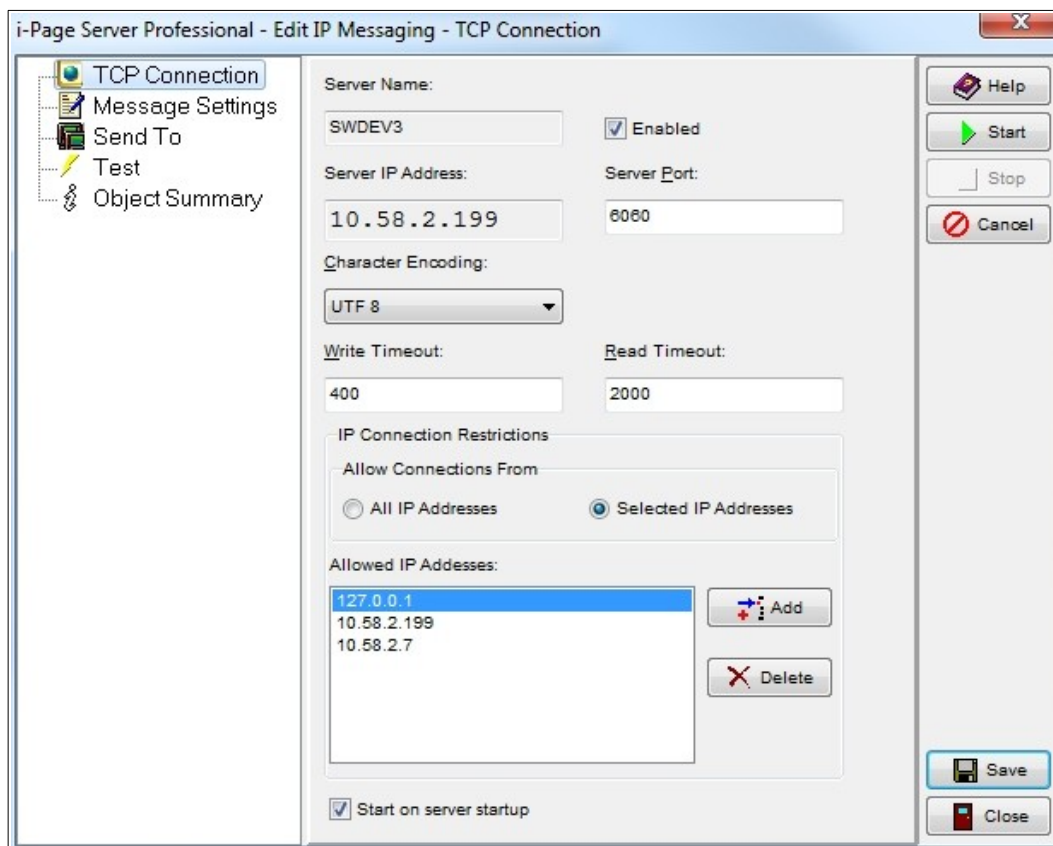 i-Page Server Professional - Edit IP Messaging - TCP Connection
TCP Connection
Message Settings
Send To
Test
Object Summary
Server Name:
SWDEV3
Enabled
Server IP Address:
Server Port:
10.58.2.199
6060
Character Encoding:
UTF 8
Write Timeout:
Read Timeout:
400
2000
IP Connection Restrictions
Allow Connections From
All IP Addresses
Selected IP Addresses
Allowed IP Addesses:
127.0.0.1
10.58.2.199
10.58.2.7
Add
Delete
Start on server startup
Help
Start
Stop
Cancel
Save
Close